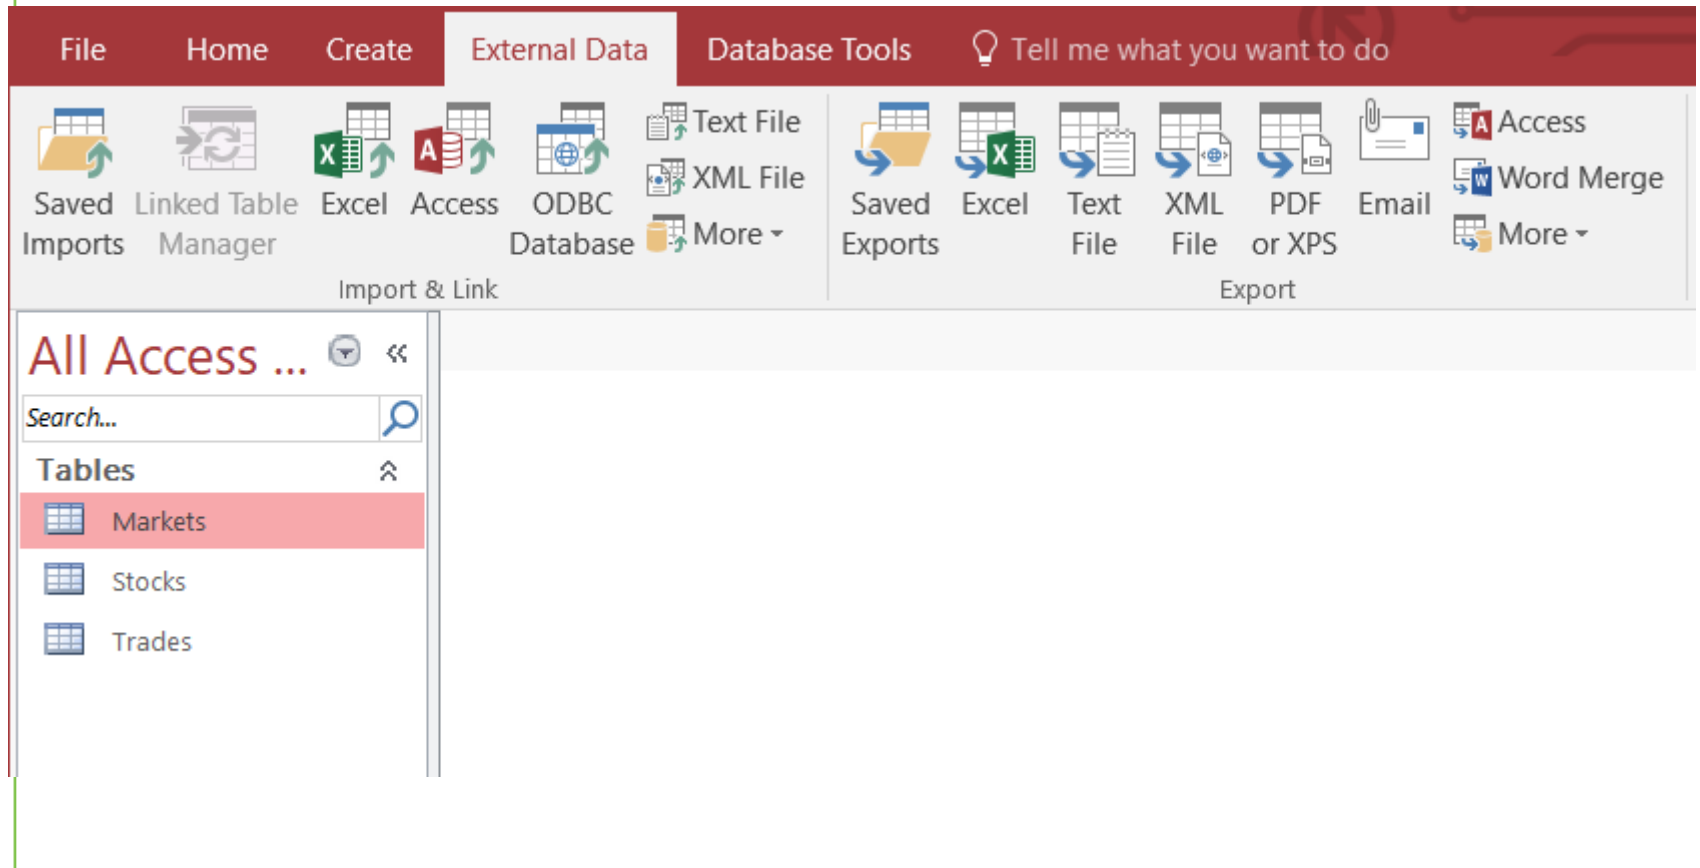 File Home Create External Data Database Tools Tell me what you want to do
Saved Imports
Linked Table Manager
Excel
Access
ODBC Database
Text File
XML File
More
Import & Link
Saved Exports
Excel
Text File
XML File
PDF or XPS
Email
Access
Word Merge
More
Export
All Access ...
Search...
Tables
Markets
Stocks
Trades